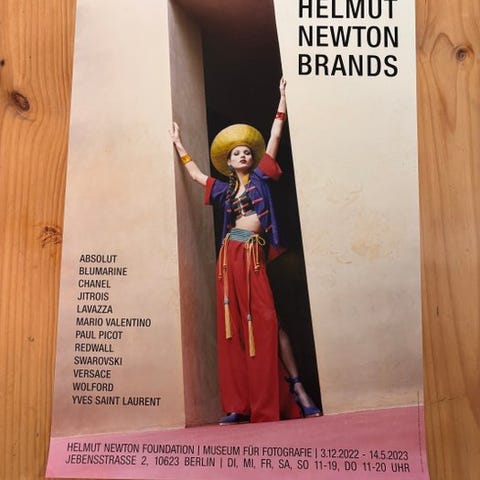 HELMUT
NEWTON
BRANDS
ABSOLUT
BLUMARINE
CHANEL
JITROIS
LAVAZZA
MARIO VALENTINO
PAUL PICOT
REDWALL
SWAROVSKI
VERSACE
WOLFORD
YVES SAINT LAURENT
HELMUT NEWTON FOUNDATION | MUSEUM FÜR FOTOGRAFIE | 3.12.2022 - 14.5.2023
JEBENSSTRASSE 2, 10623 BERLIN | DI, MI, FR, SA, SO 11-19, DO 11-20 UHR